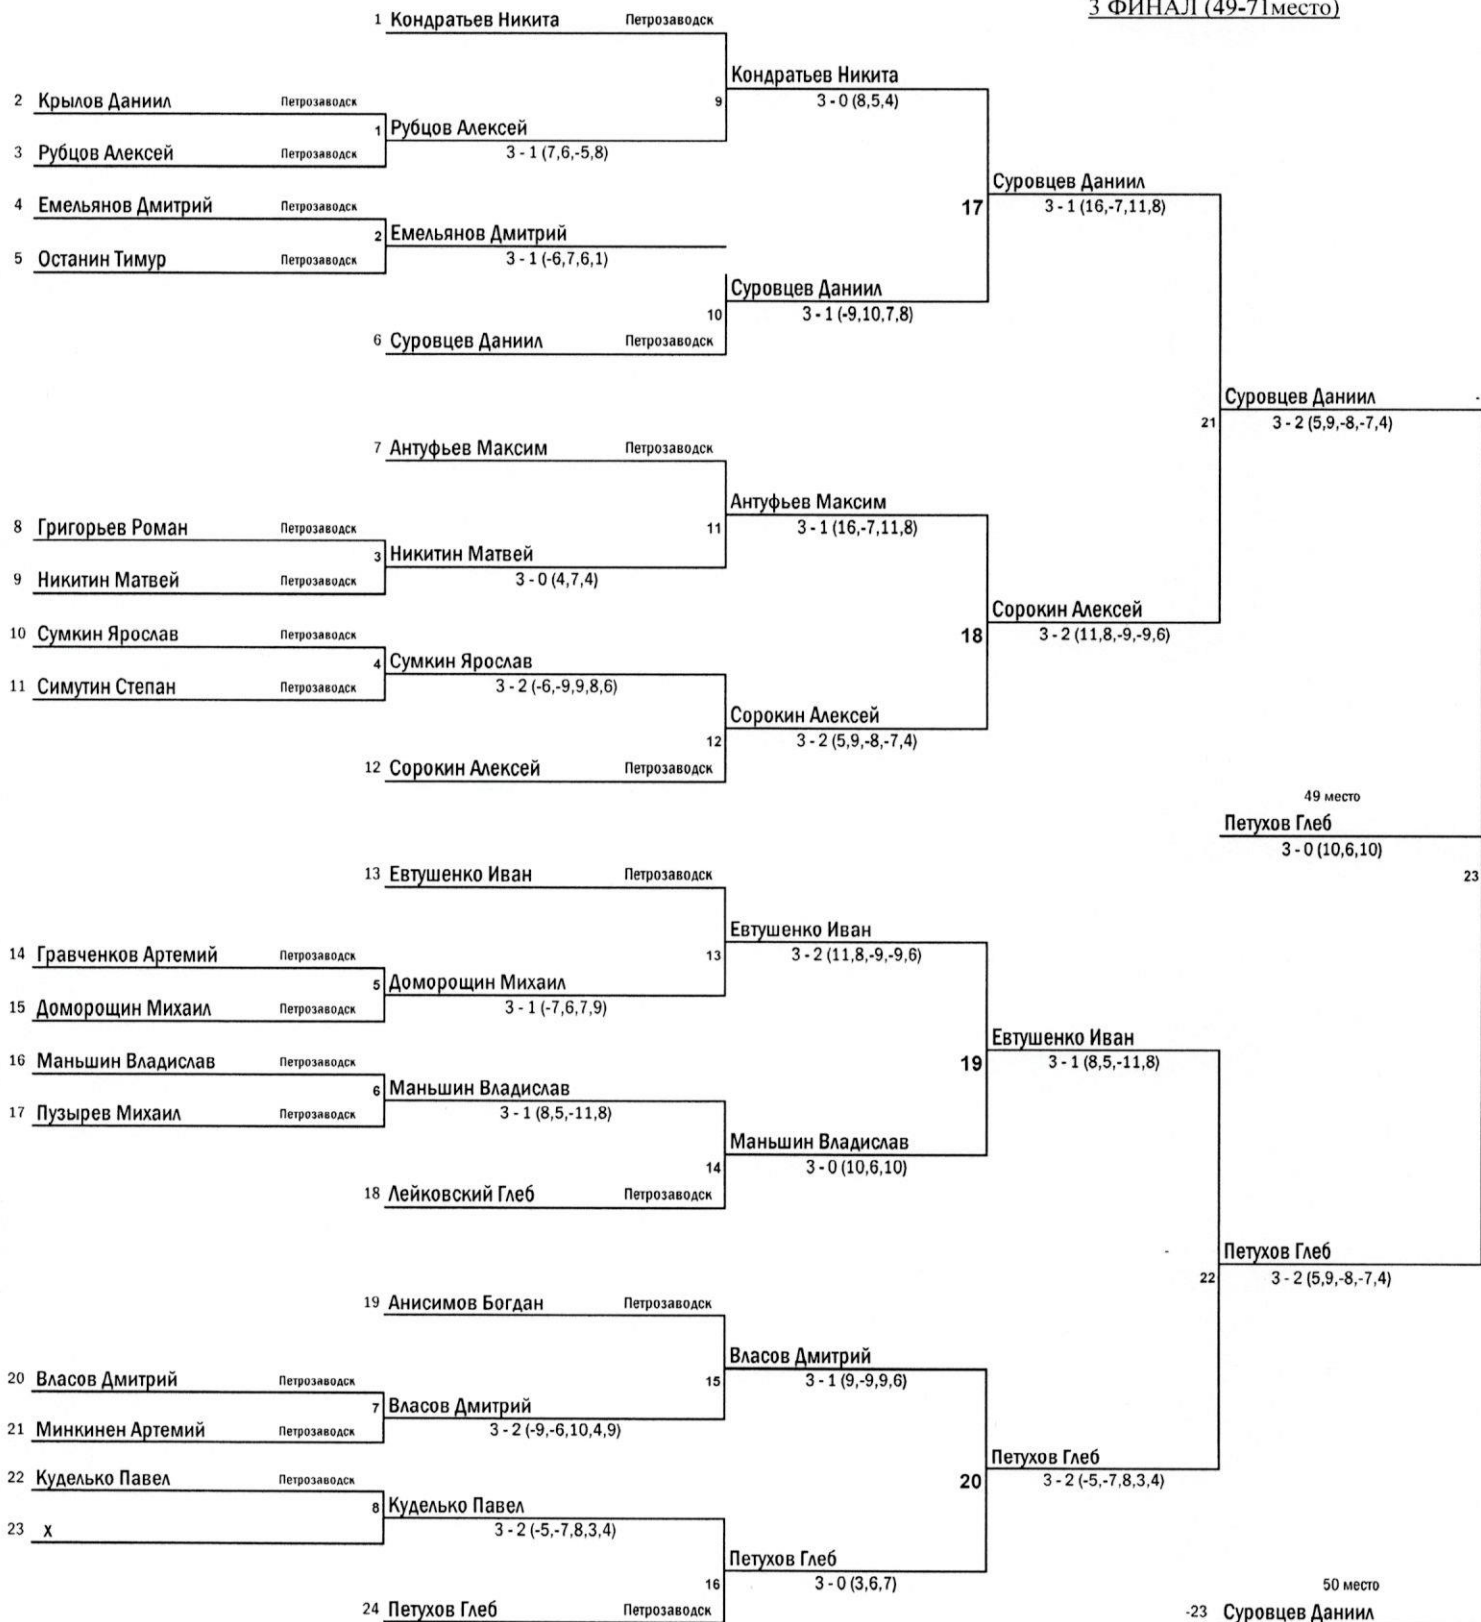 3 ФИНАЛ (49-71место)
1 Кондратьев Никита Петрозаводск
Кондратьев Никита
9 3 - 0 (8,5,4)
2 Крылов Даниил Петрозаводск
1 Рубцов Алексей
3 - 1 (7,6,-5,8)
3 Рубцов Алексей Петрозаводск
Суровцев Даниил
17 3 - 1 (16,-7,11,8)
4 Емельянов Дмитрий Петрозаводск
2 Емельянов Дмитрий
3 - 1 (-6,7,6,1)
5 Останин Тимур Петрозаводск
Суровцев Даниил
10 3 - 1 (-9,10,7,8)
6 Суровцев Даниил Петрозаводск
Суровцев Даниил
21 3 - 2 (5,9,-8,-7,4)
7 Антуфьев Максим Петрозаводск
Антуфьев Максим
11 3 - 1 (16,-7,11,8)
8 Григорьев Роман Петрозаводск
3 Никитин Матвей
3 - 0 (4,7,4)
9 Никитин Матвей Петрозаводск
Сорокин Алексей
18 3 - 2 (11,8,-9,-9,6)
10 Сумкин Ярослав Петрозаводск
4 Сумкин Ярослав
3 - 2 (-6,-9,9,8,6)
11 Симутин Степан Петрозаводск
Сорокин Алексей
12 3 - 2 (5,9,-8,-7,4)
12 Сорокин Алексей Петрозаводск
49 место
Петухов Глеб
3 - 0 (10,6,10)
23
13 Евтушенко Иван Петрозаводск
Евтушенко Иван
13 3 - 2 (11,8,-9,-9,6)
14 Гравченков Артемий Петрозаводск
5 Доморощин Михаил
3 - 1 (-7,6,7,9)
15 Доморощин Михаил Петрозаводск
Евтушенко Иван
19 3 - 1 (8,5,-11,8)
16 Маньшин Владислав Петрозаводск
6 Маньшин Владислав
3 - 1 (8,5,-11,8)
17 Пузырев Михаил Петрозаводск
Маньшин Владислав
14 3 - 0 (10,6,10)
18 Лейковский Глеб Петрозаводск
Петухов Глеб
22 3 - 2 (5,9,-8,-7,4)
19 Анисимов Богдан Петрозаводск
Власов Дмитрий
15 3 - 1 (9,-9,9,6)
20 Власов Дмитрий Петрозаводск
7 Власов Дмитрий
3 - 2 (-9,-6,10,4,9)
21 Минкинен Артемий Петрозаводск
Петухов Глеб
20 3 - 2 (-5,-7,8,3,4)
22 Куделько Павел Петрозаводск
8 Куделько Павел
3 - 2 (-5,-7,8,3,4)
23 х
Петухов Глеб
16 3 - 0 (3,6,7)
24 Петухов Глеб Петрозаводск
50 место
-23 Суровцев Даниил